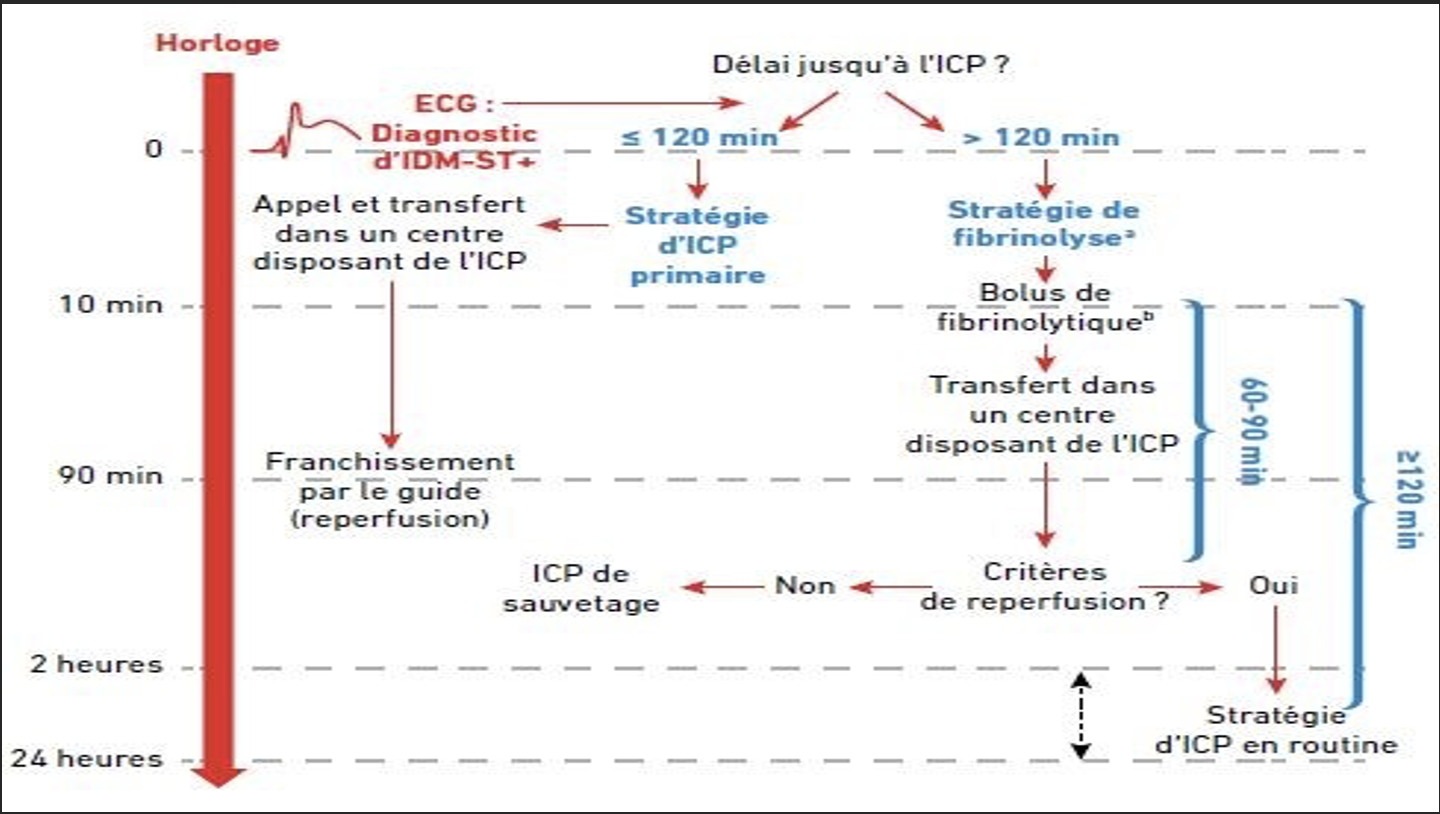 Horloge
Délai jusqu'à l'ICP ?
ECG :
Diagnostic
d'IDM-ST+
≤ 120 min
> 120 min
0
Appel et transfert
dans un centre
disposant de l'ICP
Stratégie
d'ICP
primaire
Stratégie de
fibrinolyseᵃ
10 min
Bolus de
fibrinolytiqueᵇ
Transfert dans
un centre
disposant de l'ICP
60-90 min
≥120 min
90 min
Franchissement
par le guide
(reperfusion)
ICP de
sauvetage
Non
Critères
de reperfusion ?
Oui
2 heures
Stratégie
d'ICP en routine
24 heures